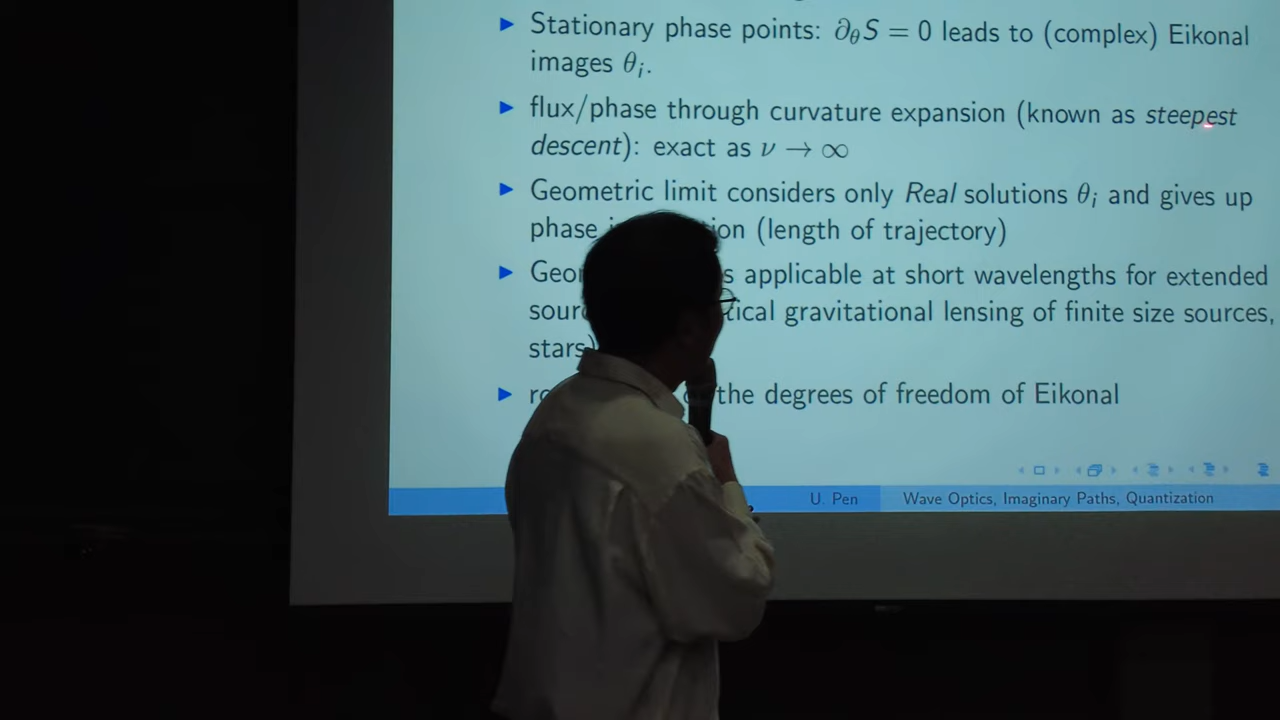 ▶ Stationary phase points: ∂θS = 0 leads to (complex) Eikonal
images θᵢ.
▶ flux/phase through curvature expansion (known as steepest
descent): exact as ν → ∞
▶ Geometric limit considers only Real solutions θᵢ and gives up
phase (length of trajectory)
▶ applicable at short wavelengths for extended
gravitational lensing of finite size sources,
stars
▶ the degrees of freedom of Eikonal
U. Pen Wave Optics, Imaginary Paths, Quantization